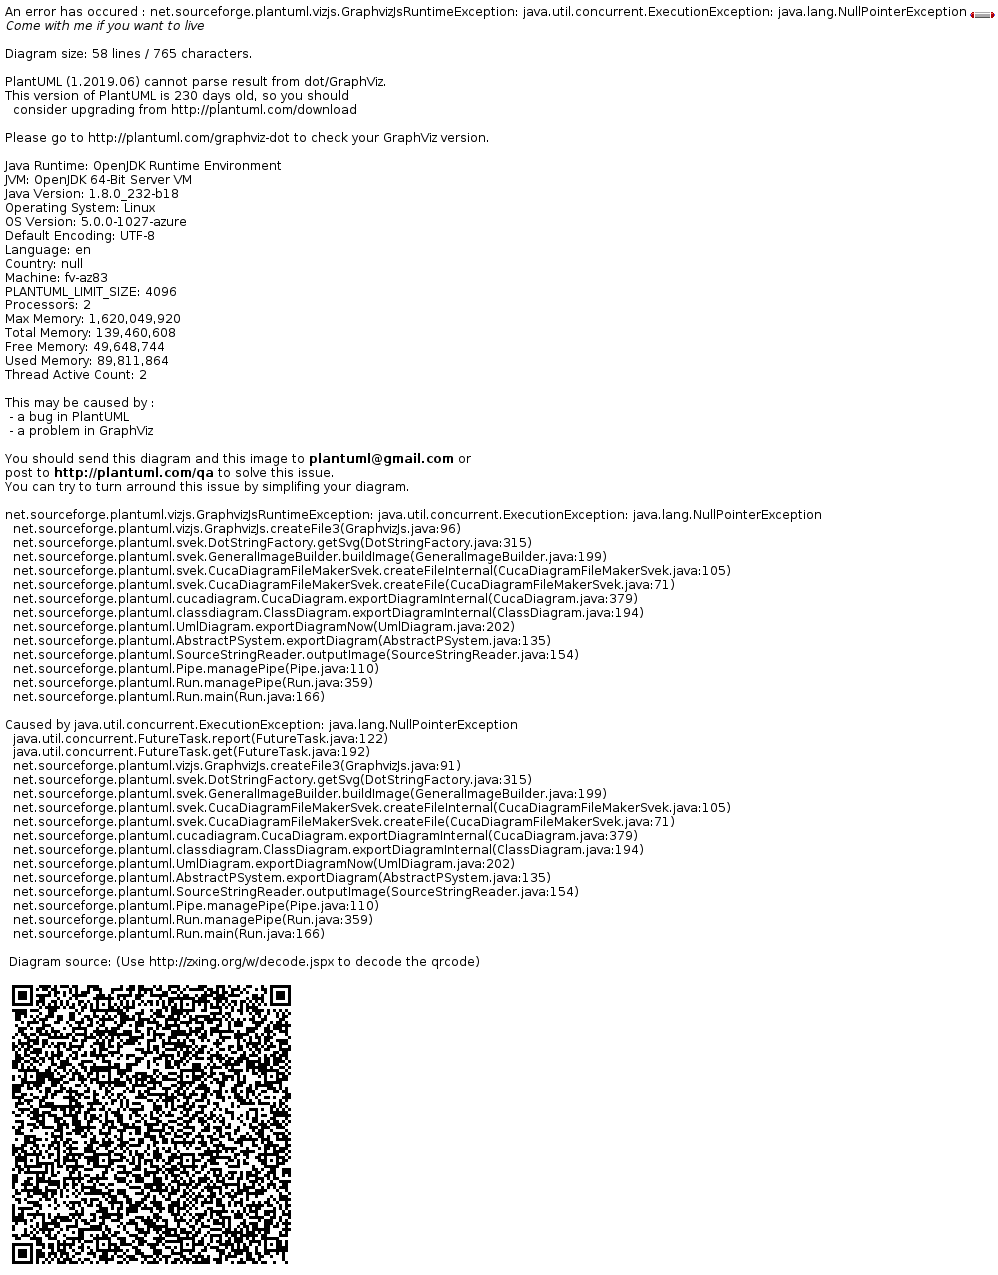 An error has occured : net.sourceforge.plantuml.vizjs.GraphvizJsRuntimeException: java.util.concurrent.ExecutionException: java.lang.NullPointerException
Come with me if you want to live
Diagram size: 58 lines / 765 characters.
PlantUML (1.2019.06) cannot parse result from dot/GraphViz.
This version of PlantUML is 230 days old, so you should
consider upgrading from http://plantuml.com/download
Please go to http://plantuml.com/graphviz-dot to check your GraphViz version.
Java Runtime: OpenJDK Runtime Environment
JVM: OpenJDK 64-Bit Server VM
Java Version: 1.8.0_232-b18
Operating System: Linux
OS Version: 5.0.0-1027-azure
Default Encoding: UTF-8
Language: en
Country: null
Machine: fv-az83
PLANTUML_LIMIT_SIZE: 4096
Processors: 2
Max Memory: 1,620,049,920
Total Memory: 139,460,608
Free Memory: 49,648,744
Used Memory: 89,811,864
Thread Active Count: 2
This may be caused by :
- a bug in PlantUML
- a problem in GraphViz
You should send this diagram and this image to plantuml@gmail.com or
post to http://plantuml.com/qa to solve this issue.
You can try to turn arround this issue by simplifing your diagram.
net.sourceforge.plantuml.vizjs.GraphvizJsRuntimeException: java.util.concurrent.ExecutionException: java.lang.NullPointerException
net.sourceforge.plantuml.vizjs.GraphvizJs.createFile3(GraphvizJs.java:96)
net.sourceforge.plantuml.svek.DotStringFactory.getSvg(DotStringFactory.java:315)
net.sourceforge.plantuml.svek.GeneralImageBuilder.buildImage(GeneralImageBuilder.java:199)
net.sourceforge.plantuml.svek.CucaDiagramFileMakerSvek.createFileInternal(CucaDiagramFileMakerSvek.java:105)
net.sourceforge.plantuml.svek.CucaDiagramFileMakerSvek.createFile(CucaDiagramFileMakerSvek.java:71)
net.sourceforge.plantuml.cucadiagram.CucaDiagram.exportDiagramInternal(CucaDiagram.java:379)
net.sourceforge.plantuml.classdiagram.ClassDiagram.exportDiagramInternal(ClassDiagram.java:194)
net.sourceforge.plantuml.UmlDiagram.exportDiagramNow(UmlDiagram.java:202)
net.sourceforge.plantuml.AbstractPSystem.exportDiagram(AbstractPSystem.java:135)
net.sourceforge.plantuml.SourceStringReader.outputImage(SourceStringReader.java:154)
net.sourceforge.plantuml.Pipe.managePipe(Pipe.java:110)
net.sourceforge.plantuml.Run.managePipe(Run.java:359)
net.sourceforge.plantuml.Run.main(Run.java:166)
Caused by java.util.concurrent.ExecutionException: java.lang.NullPointerException
java.util.concurrent.FutureTask.report(FutureTask.java:122)
java.util.concurrent.FutureTask.get(FutureTask.java:192)
net.sourceforge.plantuml.vizjs.GraphvizJs.createFile3(GraphvizJs.java:91)
net.sourceforge.plantuml.svek.DotStringFactory.getSvg(DotStringFactory.java:315)
net.sourceforge.plantuml.svek.GeneralImageBuilder.buildImage(GeneralImageBuilder.java:199)
net.sourceforge.plantuml.svek.CucaDiagramFileMakerSvek.createFileInternal(CucaDiagramFileMakerSvek.java:105)
net.sourceforge.plantuml.svek.CucaDiagramFileMakerSvek.createFile(CucaDiagramFileMakerSvek.java:71)
net.sourceforge.plantuml.cucadiagram.CucaDiagram.exportDiagramInternal(CucaDiagram.java:379)
net.sourceforge.plantuml.classdiagram.ClassDiagram.exportDiagramInternal(ClassDiagram.java:194)
net.sourceforge.plantuml.UmlDiagram.exportDiagramNow(UmlDiagram.java:202)
net.sourceforge.plantuml.AbstractPSystem.exportDiagram(AbstractPSystem.java:135)
net.sourceforge.plantuml.SourceStringReader.outputImage(SourceStringReader.java:154)
net.sourceforge.plantuml.Pipe.managePipe(Pipe.java:110)
net.sourceforge.plantuml.Run.managePipe(Run.java:359)
net.sourceforge.plantuml.Run.main(Run.java:166)
Diagram source: (Use http://zxing.org/w/decode.jspx to decode the qrcode)